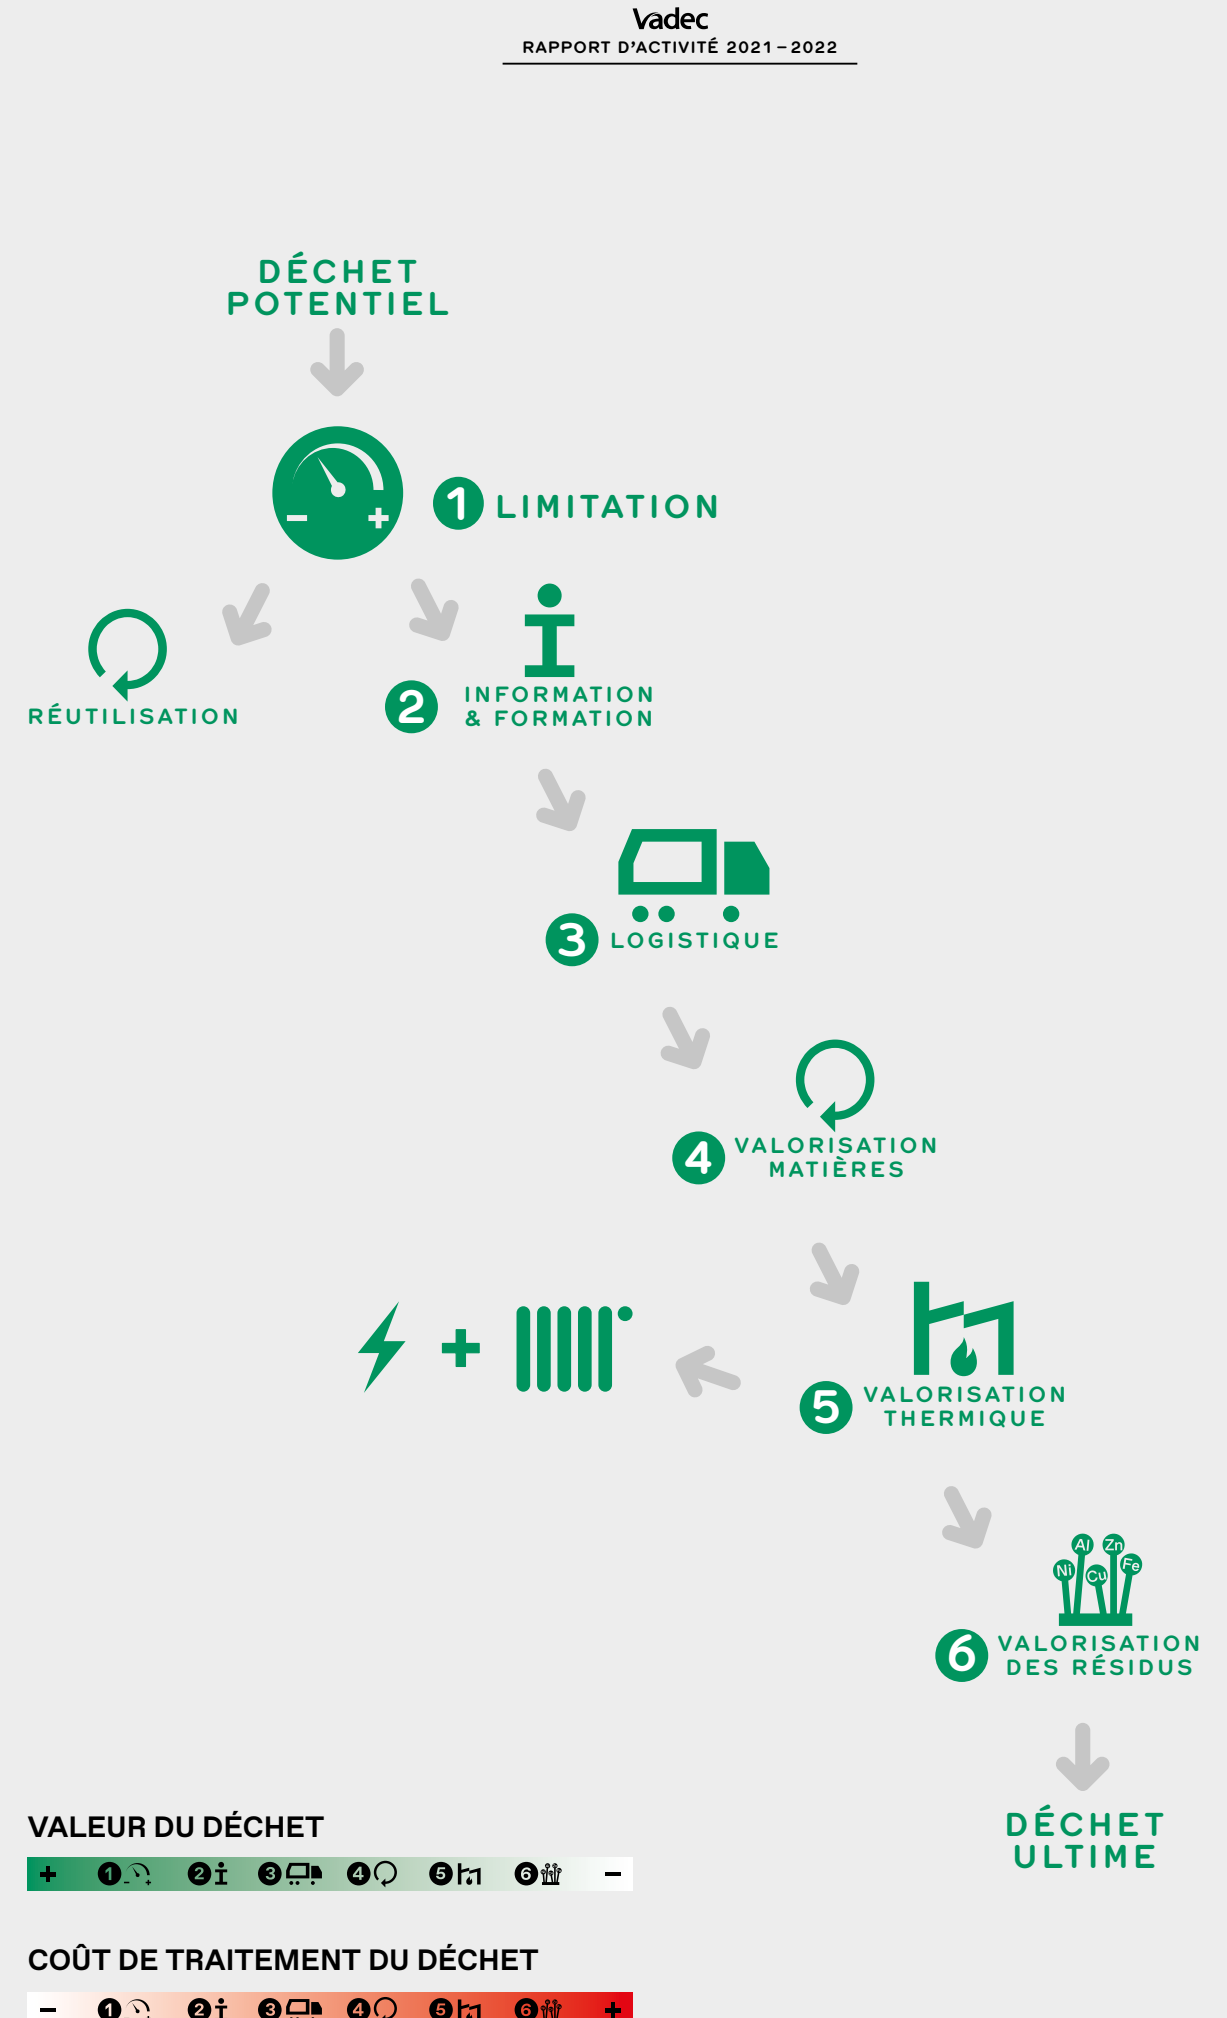 Vadec
RAPPORT D'ACTIVITÉ 2021 – 2022
DÉCHET
POTENTIEL
1 LIMITATION
RÉUTILISATION
2 INFORMATION
& FORMATION
3 LOGISTIQUE
4 VALORISATION
MATIÈRES
5 VALORISATION
THERMIQUE
Al Zn
Ni Cu Fe
6 VALORISATION
DES RÉSIDUS
DÉCHET
ULTIME
VALEUR DU DÉCHET
+ 1 2 3 4 5 6 –
COÛT DE TRAITEMENT DU DÉCHET
– 1 2 3 4 5 6 +